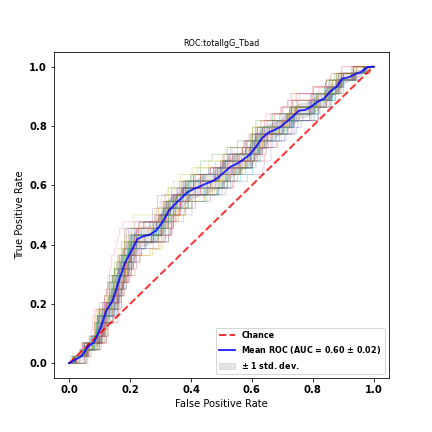 ROC:totalIgG_Tbad
1.0
0.8
0.6
0.4
0.2
0.0
True Positive Rate
Chance
Mean ROC (AUC = 0.60 ± 0.02)
± 1 std. dev.
0.0 0.2 0.4 0.6 0.8 1.0
False Positive Rate